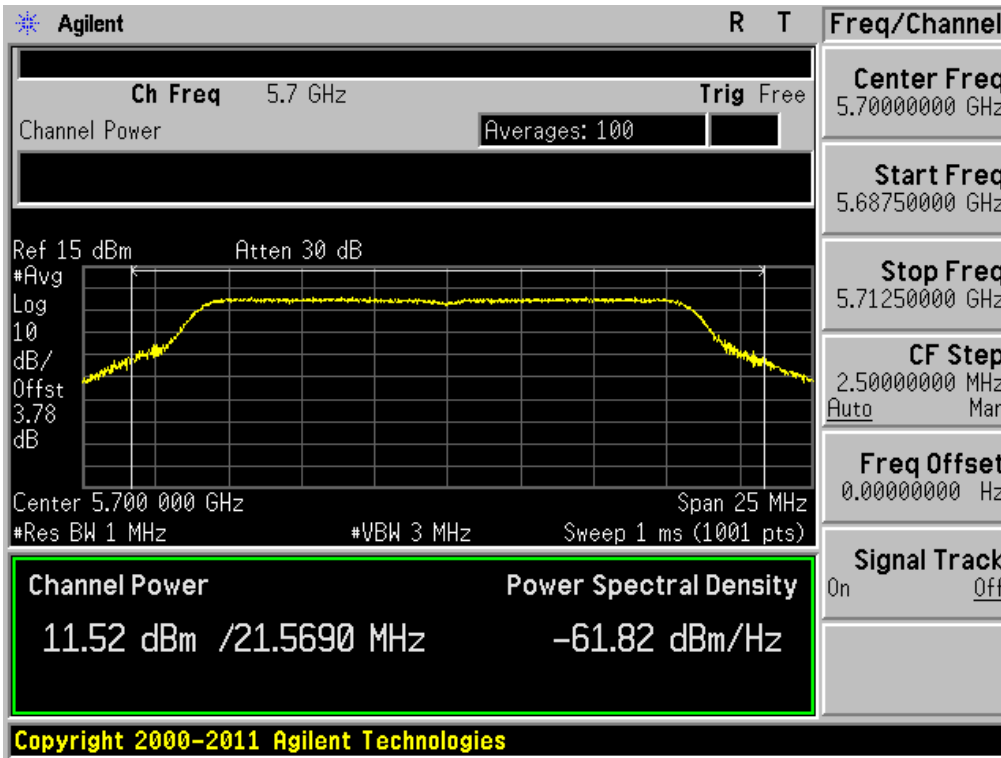 Agilent R T
Freq/Channel
Ch Freq 5.7 GHz Trig Free
Channel Power Averages: 100
Ref 15 dBm Atten 30 dB
#Avg
Log
10
dB/
Offst
3.78
dB
Center 5.700 000 GHz Span 25 MHz
#Res BW 1 MHz #VBW 3 MHz Sweep 1 ms (1001 pts)
Channel Power Power Spectral Density
11.52 dBm /21.5690 MHz -61.82 dBm/Hz
Copyright 2000-2011 Agilent Technologies
Center Freq
5.70000000 GHz
Start Freq
5.68750000 GHz
Stop Freq
5.71250000 GHz
CF Step
2.50000000 MHz
Auto Man
Freq Offset
0.00000000 Hz
Signal Track
On Off